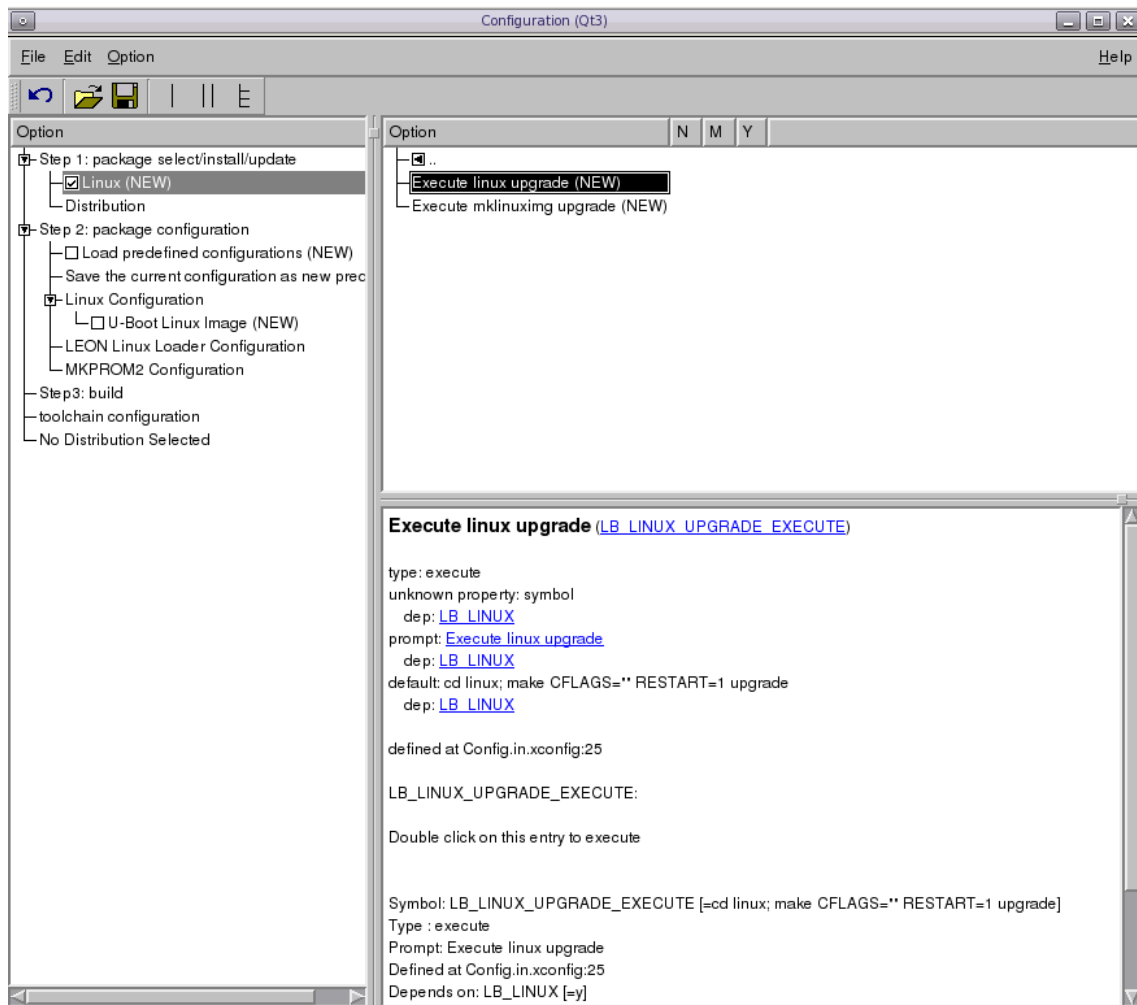 Configuration (Qt3)
File Edit Option Help
Option
Step 1: package select/install/update
Linux (NEW)
Distribution
Step 2: package configuration
Load predefined configurations (NEW)
Save the current configuration as new prec
Linux Configuration
U-Boot Linux Image (NEW)
LEON Linux Loader Configuration
MKPROM2 Configuration
Step3: build
toolchain configuration
No Distribution Selected
Option N M Y
..
Execute linux upgrade (NEW)
Execute mklinuximg upgrade (NEW)
Execute linux upgrade (LB_LINUX_UPGRADE_EXECUTE)
type: execute
unknown property: symbol
dep: LB_LINUX
prompt: Execute linux upgrade
dep: LB_LINUX
default: cd linux; make CFLAGS="" RESTART=1 upgrade
dep: LB_LINUX
defined at Config.in.xconfig:25
LB_LINUX_UPGRADE_EXECUTE:
Double click on this entry to execute
Symbol: LB_LINUX_UPGRADE_EXECUTE [=cd linux; make CFLAGS="" RESTART=1 upgrade]
Type : execute
Prompt: Execute linux upgrade
Defined at Config.in.xconfig:25
Depends on: LB_LINUX [=y]